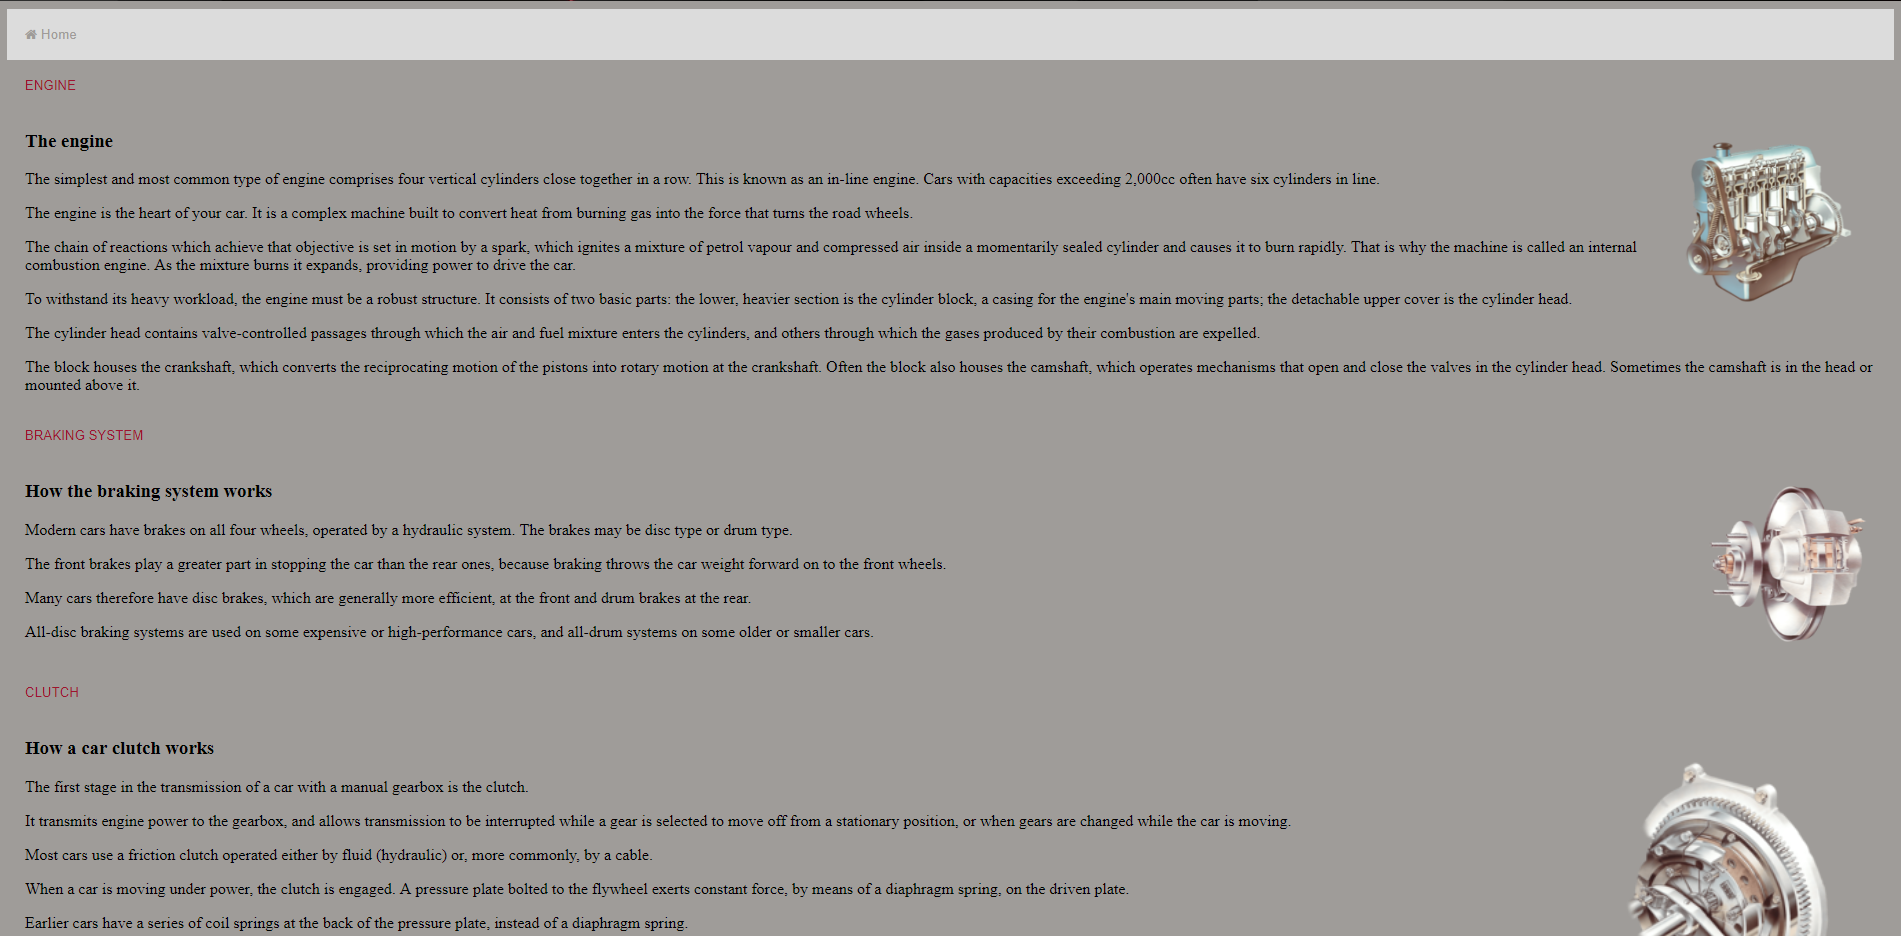 Home
ENGINE
The engine
The simplest and most common type of engine comprises four vertical cylinders close together in a row. This is known as an in-line engine. Cars with capacities exceeding 2,000cc often have six cylinders in line.
The engine is the heart of your car. It is a complex machine built to convert heat from burning gas into the force that turns the road wheels.
The chain of reactions which achieve that objective is set in motion by a spark, which ignites a mixture of petrol vapour and compressed air inside a momentarily sealed cylinder and causes it to burn rapidly. That is why the machine is called an internal
combustion engine. As the mixture burns it expands, providing power to drive the car.
To withstand its heavy workload, the engine must be a robust structure. It consists of two basic parts: the lower, heavier section is the cylinder block, a casing for the engine's main moving parts; the detachable upper cover is the cylinder head.
The cylinder head contains valve-controlled passages through which the air and fuel mixture enters the cylinders, and others through which the gases produced by their combustion are expelled.
The block houses the crankshaft, which converts the reciprocating motion of the pistons into rotary motion at the crankshaft. Often the block also houses the camshaft, which operates mechanisms that open and close the valves in the cylinder head. Sometimes the camshaft is in the head or
mounted above it.
BRAKING SYSTEM
How the braking system works
Modern cars have brakes on all four wheels, operated by a hydraulic system. The brakes may be disc type or drum type.
The front brakes play a greater part in stopping the car than the rear ones, because braking throws the car weight forward on to the front wheels.
Many cars therefore have disc brakes, which are generally more efficient, at the front and drum brakes at the rear.
All-disc braking systems are used on some expensive or high-performance cars, and all-drum systems on some older or smaller cars.
CLUTCH
How a car clutch works
The first stage in the transmission of a car with a manual gearbox is the clutch.
It transmits engine power to the gearbox, and allows transmission to be interrupted while a gear is selected to move off from a stationary position, or when gears are changed while the car is moving.
Most cars use a friction clutch operated either by fluid (hydraulic) or, more commonly, by a cable.
When a car is moving under power, the clutch is engaged. A pressure plate bolted to the flywheel exerts constant force, by means of a diaphragm spring, on the driven plate.
Earlier cars have a series of coil springs at the back of the pressure plate, instead of a diaphragm spring.